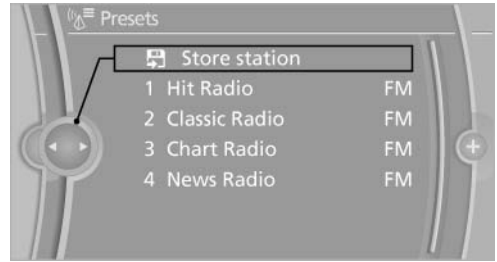 Presets
Store station
1 Hit Radio FM
2 Classic Radio FM
3 Chart Radio FM
4 News Radio FM